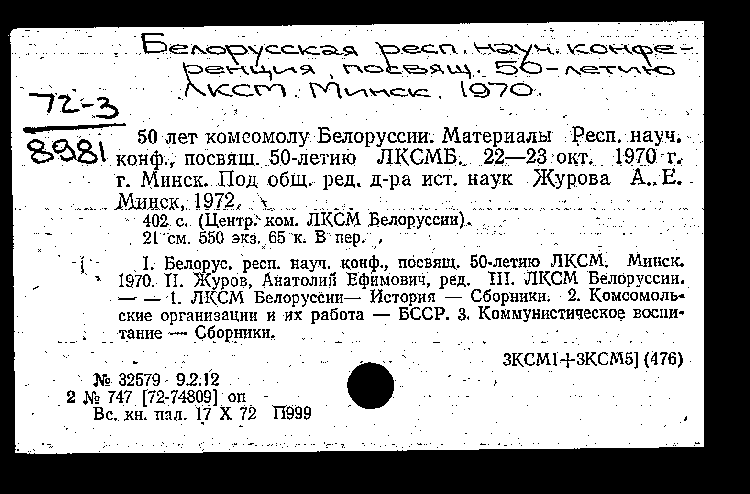 Белорусская респ. науч. конфе-
ренция, посвящ. 50-летию
ЛКСМ. Минск. 1970.
72-3
8981
50 лет комсомолу Белоруссии. Материалы Респ. науч.
конф., посвящ. 50-летию ЛКСМБ. 22—23 окт. 1970 г.
г. Минск. Под общ. ред. д-ра ист. наук Журова А. Е.
Минск, 1972.
402 с. (Центр. ком. ЛКСМ Белоруссии).
21 см. 550 экз. 65 к. В пер.
I. Белорус. респ. науч. конф., посвящ. 50-летию ЛКСМ. Минск.
1970. II. Журов, Анатолий Ефимович, ред. III. ЛКСМ Белоруссии.
— — 1. ЛКСМ Белоруссии— История — Сборники. 2. Комсомоль-
ские организации и их работа — БССР. 3. Коммунистическое воспи-
тание — Сборники.
3КСМ1+3КСМ5] (476)
№ 32579 9.2.12
2 № 747 [72-74809] оп
Вс. кн. пал. 17 X 72 П999